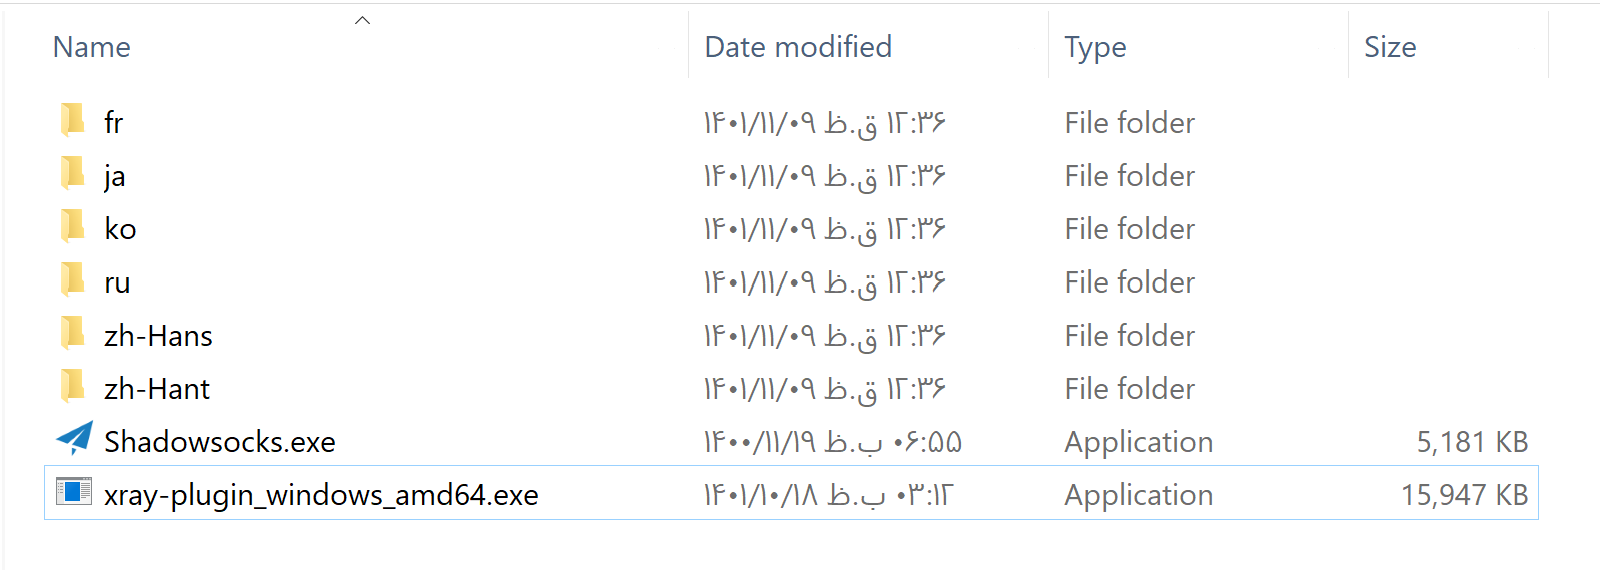 Name Date modified Type Size
fr ۱۴۰۱/۱۱/۰۹ ق.ظ ۱۲:۳۶ File folder
ja ۱۴۰۱/۱۱/۰۹ ق.ظ ۱۲:۳۶ File folder
ko ۱۴۰۱/۱۱/۰۹ ق.ظ ۱۲:۳۶ File folder
ru ۱۴۰۱/۱۱/۰۹ ق.ظ ۱۲:۳۶ File folder
zh-Hans ۱۴۰۱/۱۱/۰۹ ق.ظ ۱۲:۳۶ File folder
zh-Hant ۱۴۰۱/۱۱/۰۹ ق.ظ ۱۲:۳۶ File folder
Shadowsocks.exe ۱۴۰۰/۱۱/۱۹ ب.ظ ۰۶:۵۵ Application 5,181 KB
xray-plugin_windows_amd64.exe ۱۴۰۱/۱۰/۱۸ ب.ظ ۰۳:۱۲ Application 15,947 KB